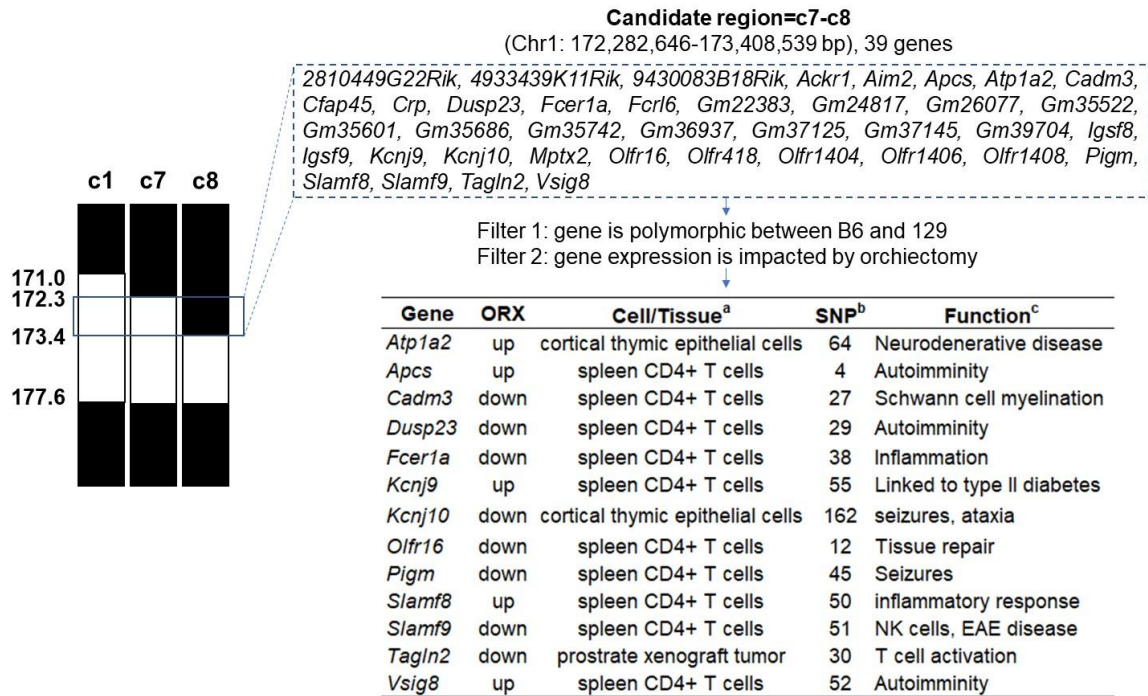 Candidate region=c7-c8
(Chr1: 172,282,646-173,408,539 bp), 39 genes
2810449G22Rik, 4933439K11Rik, 9430083B18Rik, Ackr1, Aim2, Apcs, Atp1a2, Cadm3,
Cfap45, Crp, Dusp23, Fcer1a, Fcrl6, Gm22383, Gm24817, Gm26077, Gm35522,
Gm35601, Gm35686, Gm35742, Gm36937, Gm37125, Gm37145, Gm39704, Igsf8,
Igsf9, Kcnj9, Kcnj10, Mptx2, Olfr16, Olfr418, Olfr1404, Olfr1406, Olfr1408, Pigm,
Slamf8, Slamf9, Tagln2, Vsig8
c1 c7 c8
171.0
172.3
173.4
177.6
Filter 1: gene is polymorphic between B6 and 129
Filter 2: gene expression is impacted by orchiectomy
Gene ORX Cell/Tissueᵃ SNPᵇ Functionᶜ
Atp1a2 up cortical thymic epithelial cells 64 Neurodenerative disease
Apcs up spleen CD4+ T cells 4 Autoimminity
Cadm3 down spleen CD4+ T cells 27 Schwann cell myelination
Dusp23 down spleen CD4+ T cells 29 Autoimminity
Fcer1a down spleen CD4+ T cells 38 Inflammation
Kcnj9 up spleen CD4+ T cells 55 Linked to type II diabetes
Kcnj10 down cortical thymic epithelial cells 162 seizures, ataxia
Olfr16 down spleen CD4+ T cells 12 Tissue repair
Pigm down spleen CD4+ T cells 45 Seizures
Slamf8 up spleen CD4+ T cells 50 inflammatory response
Slamf9 down spleen CD4+ T cells 51 NK cells, EAE disease
Tagln2 down prostrate xenograft tumor 30 T cell activation
Vsig8 up spleen CD4+ T cells 52 Autoimminity